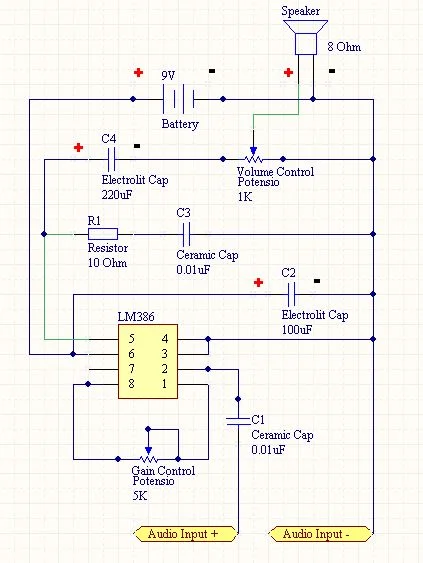 Speaker
8 Ohm
+ 9V - + -
Battery
C4
+ -
Electrolit Cap
220uF
Volume Control
Potensio
1K
R1
Resistor
10 Ohm
C3
Ceramic Cap
0.01uF
+ C2 -
Electrolit Cap
100uF
LM386
5 4
6 3
7 2
8 1
C1
Ceramic Cap
0.01uF
Gain Control
Potensio
5K
Audio Input +
Audio Input -